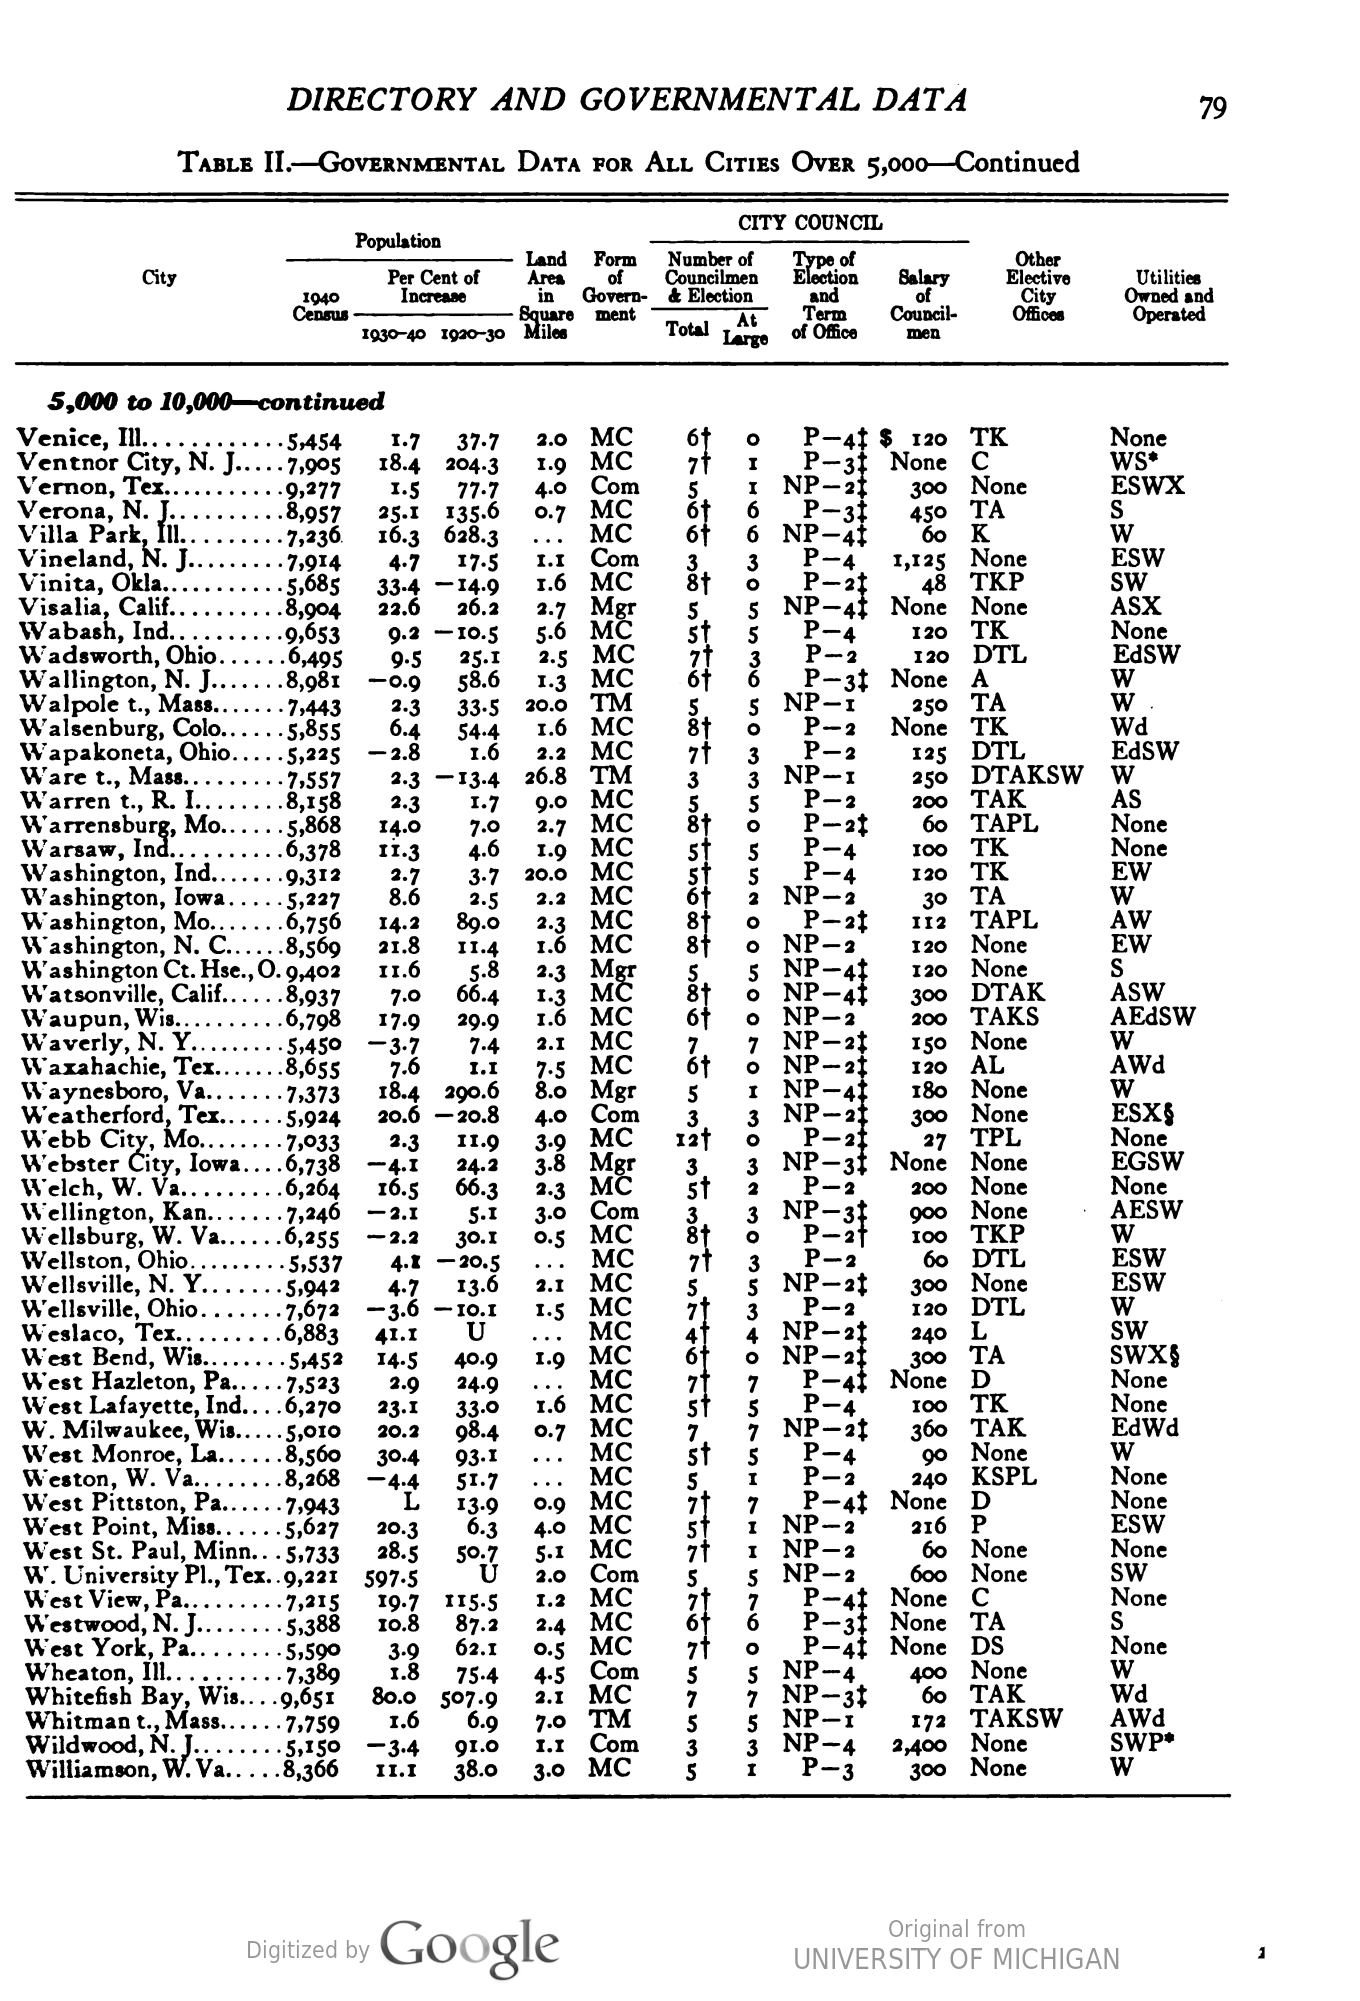 DIRECTORY AND GOVERNMENTAL DATA 79
TABLE II.—GOVERNMENTAL DATA FOR ALL CITIES OVER 5,000—Continued
CITY COUNCIL
Population
Land Form Number of Type of Other
City Per Cent of Area of Councilmen Election Salary Elective Utilities
1940 Increase in Govern- & Election and of City Owned and
Census Square ment Term Council- Offices Operated
1930-40 1920-30 Miles Total At Large of Office men
5,000 to 10,000—continued
Venice, Ill............5,454 1.7 37.7 2.0 MC 6† 0 P—4‡ $ 120 TK None
Ventnor City, N. J.....7,905 18.4 204.3 1.9 MC 7† 1 P—3‡ None C WS*
Vernon, Tex...........9,277 1.5 77.7 4.0 Com 5 1 NP—2‡ 300 None ESWX
Verona, N. J..........8,957 25.1 135.6 0.7 MC 6† 6 P—3‡ 450 TA S
Villa Park, Ill.........7,236 16.3 628.3 ... MC 6† 6 NP—4‡ 60 K W
Vineland, N. J........7,914 4.7 17.5 1.1 Com 3 3 P—4 1,125 None ESW
Vinita, Okla..........5,685 33.4 —14.9 1.6 MC 8† 0 P—2‡ 48 TKP SW
Visalia, Calif..........8,904 22.6 26.2 2.7 Mgr 5 5 NP—4‡ None None ASX
Wabash, Ind..........9,653 9.2 —10.5 5.6 MC 5† 5 P—4 120 TK None
Wadsworth, Ohio......6,495 9.5 25.1 2.5 MC 7† 3 P—2 120 DTL EdSW
Wallington, N. J.......8,981 —0.9 58.6 1.3 MC 6† 6 P—3‡ None A W
Walpole t., Mass.......7,443 2.3 33.5 20.0 TM 5 5 NP—1 250 TA W
Walsenburg, Colo......5,855 6.4 54.4 1.6 MC 8† 0 P—2 None TK Wd
Wapakoneta, Ohio.....5,225 —2.8 1.6 2.2 MC 7† 3 P—2 125 DTL EdSW
Ware t., Mass.........7,557 2.3 —13.4 26.8 TM 3 3 NP—1 250 DTAKSW W
Warren t., R. I........8,158 2.3 1.7 9.0 MC 5 5 P—2 200 TAK AS
Warrensburg, Mo......5,868 14.0 7.0 2.7 MC 8† 0 P—2‡ 60 TAPL None
Warsaw, Ind..........6,378 11.3 4.6 1.9 MC 5† 5 P—4 100 TK None
Washington, Ind.......9,312 2.7 3.7 20.0 MC 5† 5 P—4 120 TK EW
Washington, Iowa.....5,227 8.6 2.5 2.2 MC 6† 2 NP—2 30 TA W
Washington, Mo.......6,756 14.2 89.0 2.3 MC 8† 0 P—2‡ 112 TAPL AW
Washington, N. C......8,569 21.8 11.4 1.6 MC 8† 0 NP—2 120 None EW
Washington Ct. Hse., O. 9,402 11.6 5.8 2.3 Mgr 5 5 NP—4‡ 120 None S
Watsonville, Calif......8,937 7.0 66.4 1.3 MC 8† 0 NP—4‡ 300 DTAK ASW
Waupun, Wis..........6,798 17.9 29.9 1.6 MC 6† 0 NP—2 200 TAKS AEdSW
Waverly, N. Y.........5,450 —3.7 7.4 2.1 MC 7 7 NP—2‡ 150 None W
Waxahachie, Tex.......8,655 7.6 1.1 7.5 MC 6† 0 NP—2‡ 120 AL AWd
Waynesboro, Va.......7,373 18.4 290.6 8.0 Mgr 5 1 NP—4‡ 180 None W
Weatherford, Tex......5,924 20.6 —20.8 4.0 Com 3 3 NP—2‡ 300 None ESX§
Webb City, Mo........7,033 2.3 11.9 3.9 MC 12† 0 P—2‡ 27 TPL None
Webster City, Iowa....6,738 —4.1 24.2 3.8 Mgr 3 3 NP—3‡ None None EGSW
Welch, W. Va.........6,264 16.5 66.3 2.3 MC 5† 2 P—2 200 None None
Wellington, Kan.......7,246 —2.1 5.1 3.0 Com 3 3 NP—3‡ 900 None AESW
Wellsburg, W. Va......6,255 —2.2 30.1 0.5 MC 8† 0 P—2† 100 TKP W
Wellston, Ohio.........5,537 4.1 —20.5 ... MC 7† 3 P—2 60 DTL ESW
Wellsville, N. Y.......5,942 4.7 13.6 2.1 MC 5 5 NP—2‡ 300 None ESW
Wellsville, Ohio.......7,672 —3.6 —10.1 1.5 MC 7† 3 P—2 120 DTL W
Weslaco, Tex.........6,883 41.1 U ... MC 4† 4 NP—2‡ 240 L SW
West Bend, Wis........5,452 14.5 40.9 1.9 MC 6† 0 NP—2‡ 300 TA SWX§
West Hazleton, Pa.....7,523 2.9 24.9 ... MC 7† 7 P—4‡ None D None
West Lafayette, Ind....6,270 23.1 33.0 1.6 MC 5† 5 P—4 100 TK None
W. Milwaukee, Wis.....5,010 20.2 98.4 0.7 MC 7 7 NP—2‡ 360 TAK EdWd
West Monroe, La......8,560 30.4 93.1 ... MC 5† 5 P—4 90 None W
Weston, W. Va........8,268 —4.4 51.7 ... MC 5 1 P—2 240 KSPL None
West Pittston, Pa......7,943 L 13.9 0.9 MC 7† 7 P—4‡ None D None
West Point, Miss......5,627 20.3 6.3 4.0 MC 5† 1 NP—2 216 P ESW
West St. Paul, Minn...5,733 28.5 50.7 5.1 MC 7† 1 NP—2 60 None None
W. University Pl., Tex..9,221 597.5 U 2.0 Com 5 5 NP—2 600 None SW
West View, Pa.........7,215 19.7 115.5 1.2 MC 7† 7 P—4‡ None C None
Westwood, N. J........5,388 10.8 87.2 2.4 MC 6† 6 P—3‡ None TA S
West York, Pa.........5,590 3.9 62.1 0.5 MC 7† 0 P—4‡ None DS None
Wheaton, Ill..........7,389 1.8 75.4 4.5 Com 5 5 NP—4 400 None W
Whitefish Bay, Wis....9,651 80.0 507.9 2.1 MC 7 7 NP—3‡ 60 TAK Wd
Whitman t., Mass......7,759 1.6 6.9 7.0 TM 5 5 NP—1 172 TAKSW AWd
Wildwood, N. J........5,150 —3.4 91.0 1.1 Com 3 3 NP—4 2,400 None SWP*
Williamson, W. Va.....8,366 11.1 38.0 3.0 MC 5 1 P—3 300 None W
Digitized by Google
Original from
UNIVERSITY OF MICHIGAN